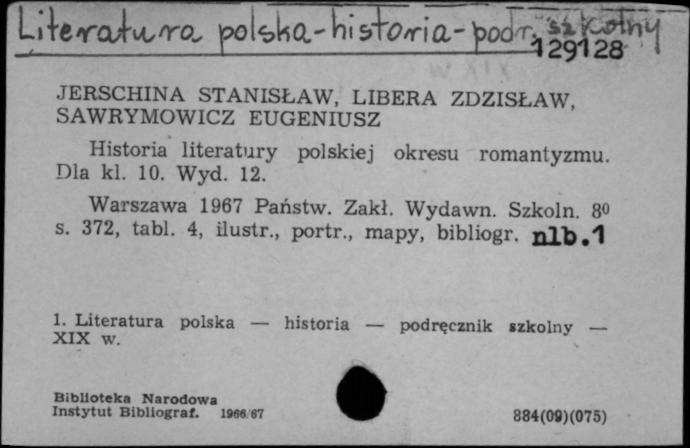 Literatura polska-historia-podr. szkolny
129128
JERSCHINA STANISŁAW, LIBERA ZDZISŁAW,
SAWRYMOWICZ EUGENIUSZ
Historia literatury polskiej okresu romantyzmu.
Dla kl. 10. Wyd. 12.
Warszawa 1967 Państw. Zakł. Wydawn. Szkoln. 8⁰
s. 372, tabl. 4, ilustr., portr., mapy, bibliogr. nlb.1
1. Literatura polska — historia — podręcznik szkolny —
XIX w.
Biblioteka Narodowa
Instytut Bibliograf. 1966/67
884(09)(075)